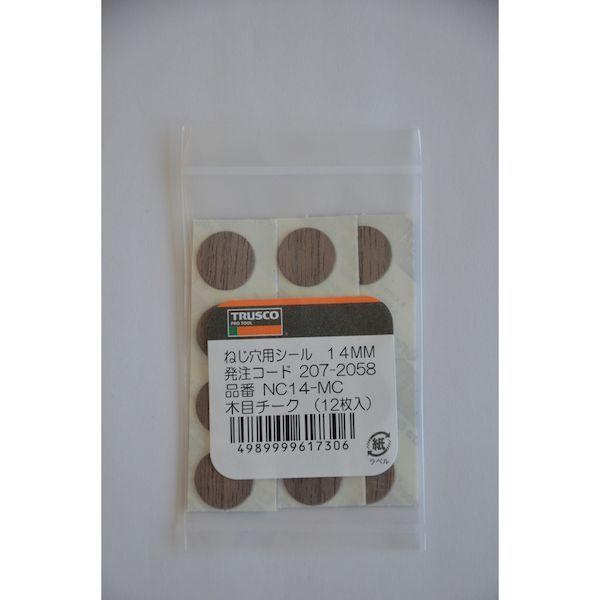 TRUSCO
PRO TOOL
ねじ穴用シール 14MM
発注コード 207-2058
品番 NC14-MC
木目チーク (12枚入)
4989999617306
紙
ラベル